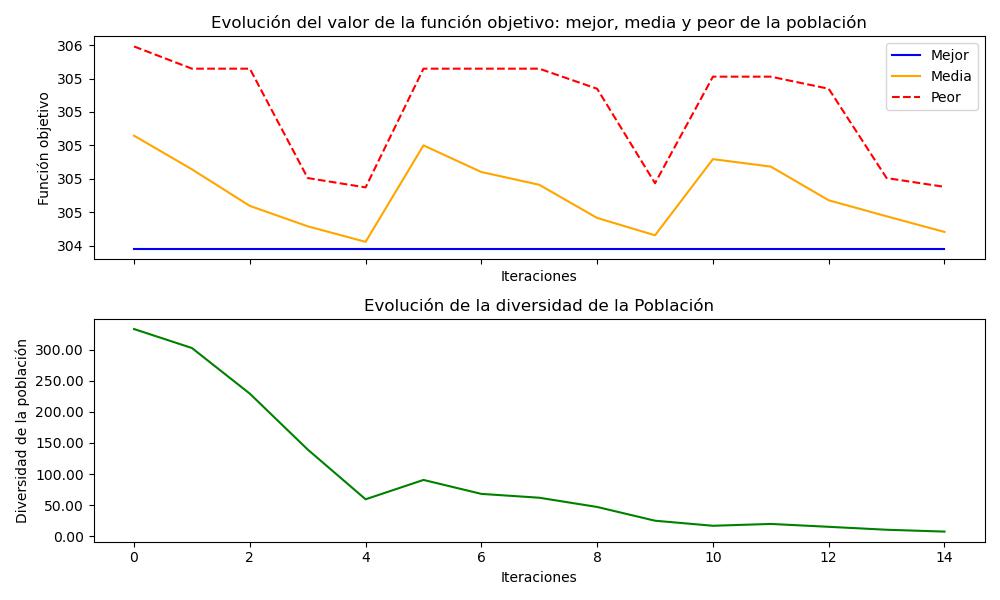 Evolución del valor de la función objetivo: mejor, media y peor de la población
306
305
305
305
305
305
304
Función objetivo
Mejor
Media
Peor
Iteraciones
Evolución de la diversidad de la Población
300.00
250.00
200.00
150.00
100.00
50.00
0.00
Diversidad de la población
0 2 4 6 8 10 12 14
Iteraciones